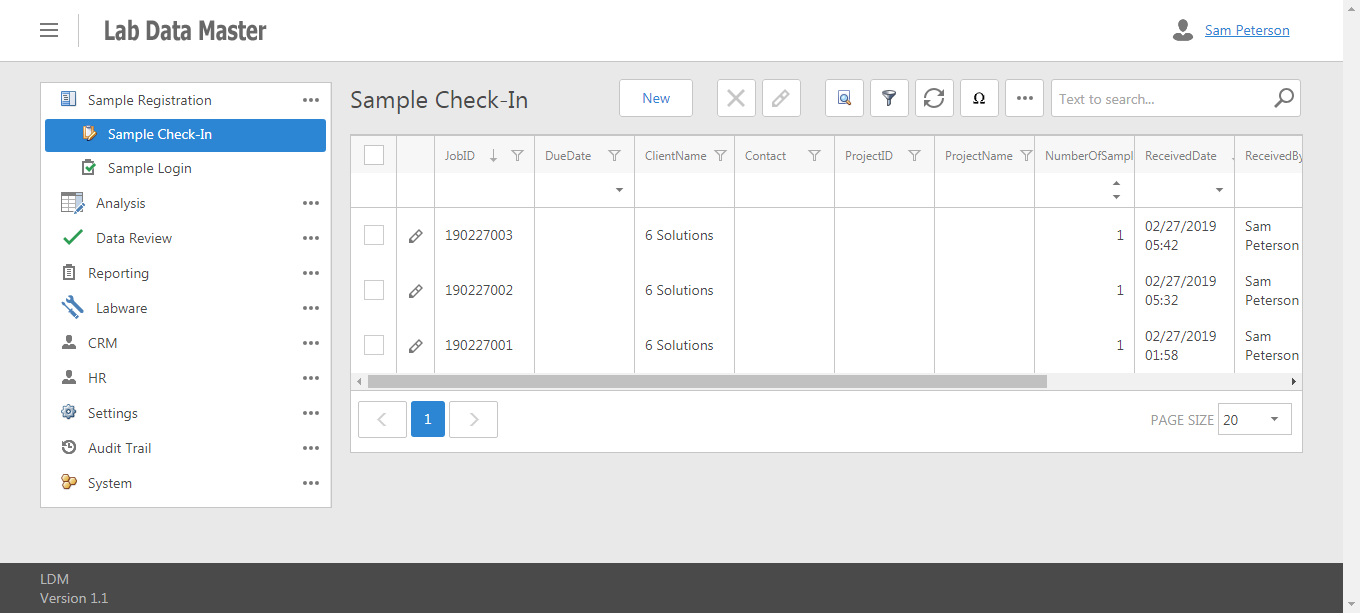 Lab Data Master
Sam Peterson
Sample Registration
Sample Check-In
Sample Login
Analysis
Data Review
Reporting
Labware
CRM
HR
Settings
Audit Trail
System
Sample Check-In
New
Ω
Text to search...
JobID DueDate ClientName Contact ProjectID ProjectName NumberOfSampl ReceivedDate ReceivedBy
190227003 6 Solutions 1 02/27/2019 05:42 Sam Peterson
190227002 6 Solutions 1 02/27/2019 05:32 Sam Peterson
190227001 6 Solutions 1 02/27/2019 01:58 Sam Peterson
1
PAGE SIZE 20
LDM
Version 1.1